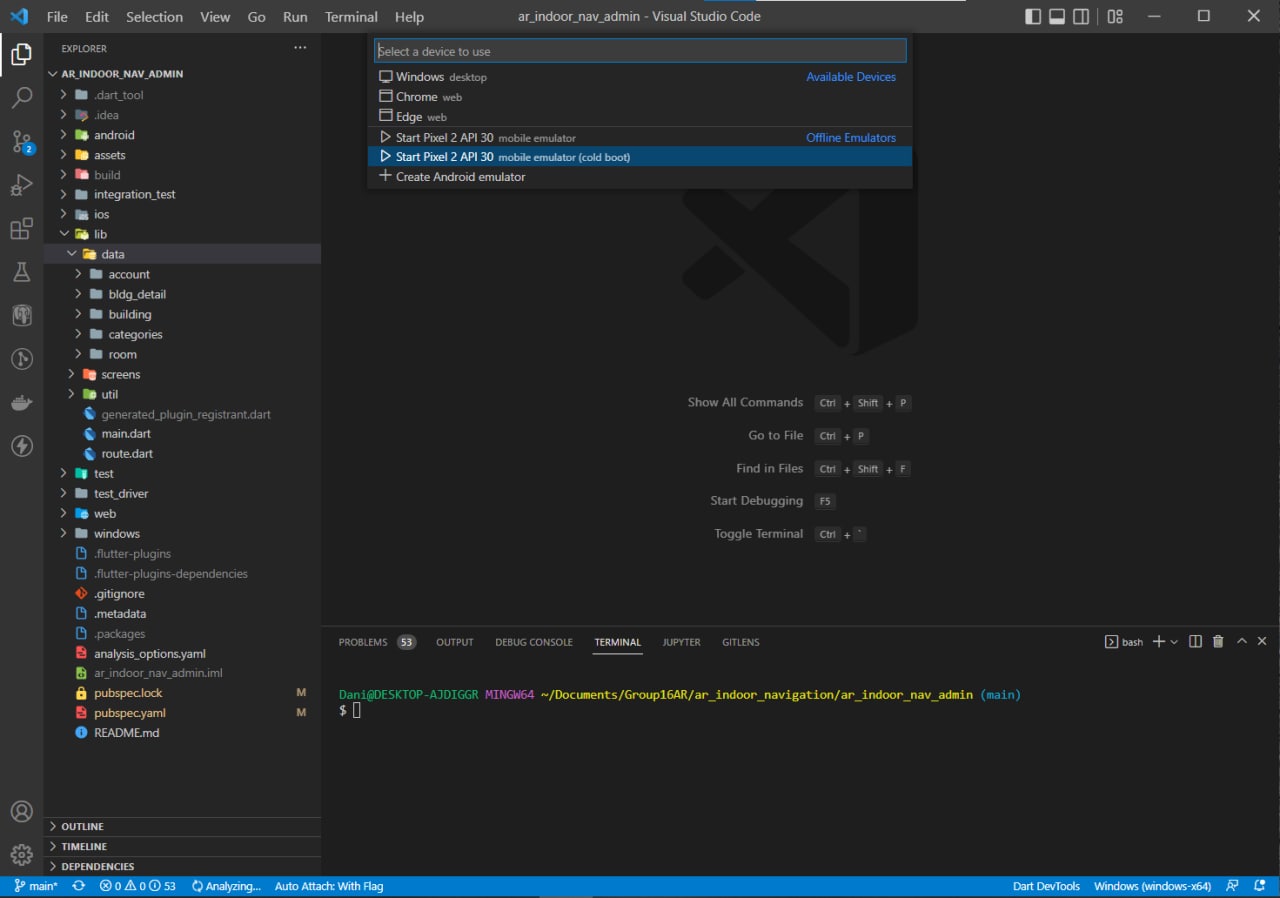 File Edit Selection View Go Run Terminal Help
ar_indoor_nav_admin - Visual Studio Code
EXPLORER
AR_INDOOR_NAV_ADMIN
.dart_tool
.idea
android
assets
build
integration_test
ios
lib
data
account
bldg_detail
building
categories
room
screens
util
generated_plugin_registrant.dart
main.dart
route.dart
test
test_driver
web
windows
.flutter-plugins
.flutter-plugins-dependencies
.gitignore
.metadata
.packages
analysis_options.yaml
ar_indoor_nav_admin.iml
pubspec.lock M
pubspec.yaml M
README.md
OUTLINE
TIMELINE
DEPENDENCIES
2
Select a device to use
Windows desktop Available Devices
Chrome web
Edge web
Start Pixel 2 API 30 mobile emulator Offline Emulators
Start Pixel 2 API 30 mobile emulator (cold boot)
Create Android emulator
Show All Commands Ctrl + Shift + P
Go to File Ctrl + P
Find in Files Ctrl + Shift + F
Start Debugging F5
Toggle Terminal Ctrl + `
PROBLEMS 53 OUTPUT DEBUG CONSOLE TERMINAL JUPYTER GITLENS bash
Dani@DESKTOP-AJDIGGR MINGW64 ~/Documents/Group16AR/ar_indoor_navigation/ar_indoor_nav_admin (main)
$
main* 0 0 53 Analyzing... Auto Attach: With Flag Dart DevTools Windows (windows-x64)